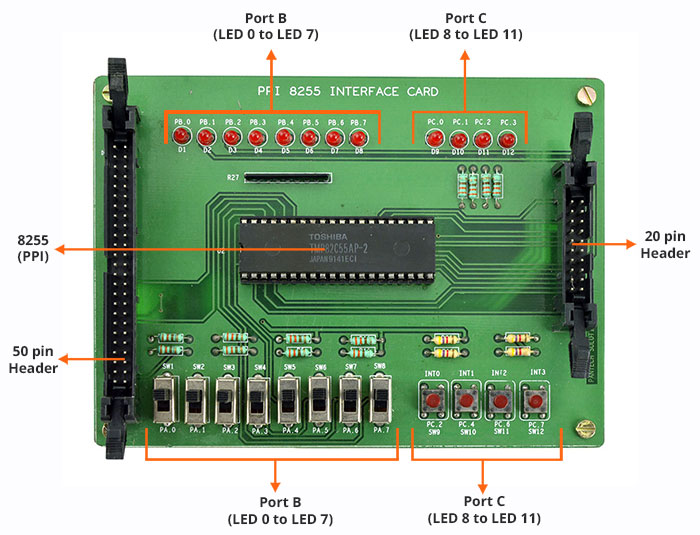 Port B
(LED 0 to LED 7)
Port C
(LED 8 to LED 11)
PPI 8255 INTERFACE CARD
PB.0 PB.1 PB.2 PB.3 PB.4 PB.5 PB.6 PB.7
D1 D2 D3 D4 D5 D6 D7 D8
PC.0 PC.1 PC.2 PC.3
D9 D10 D11 D12
R27
8255
(PPI)
U2
TOSHIBA
TMP82C55AP-2
JAPAN 9141ECI
20 pin
Header
50 pin
Header
SW1 SW2 SW3 SW4 SW5 SW6 SW7 SW8
PA.0 PA.1 PA.2 PA.3 PA.4 PA.5 PA.6 PA.7
INT0 INT1 INT2 INT3
PC.2 PC.4 PC.6 PC.7
SW9 SW10 SW11 SW12
Port B
(LED 0 to LED 7)
Port C
(LED 8 to LED 11)